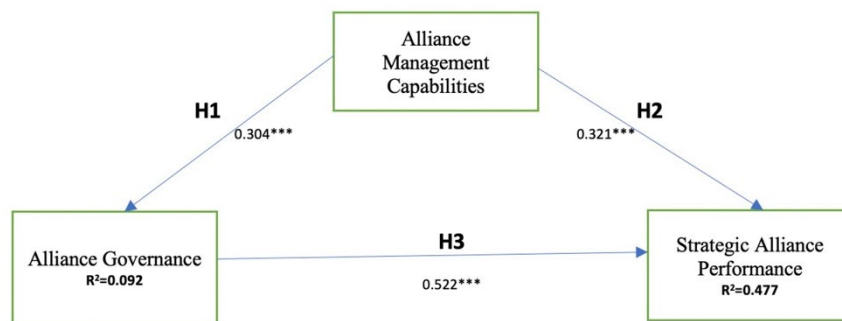 Alliance
Management
Capabilities
H1
0.304***
H2
0.321***
Alliance Governance
R²=0.092
H3
0.522***
Strategic Alliance
Performance
R²=0.477